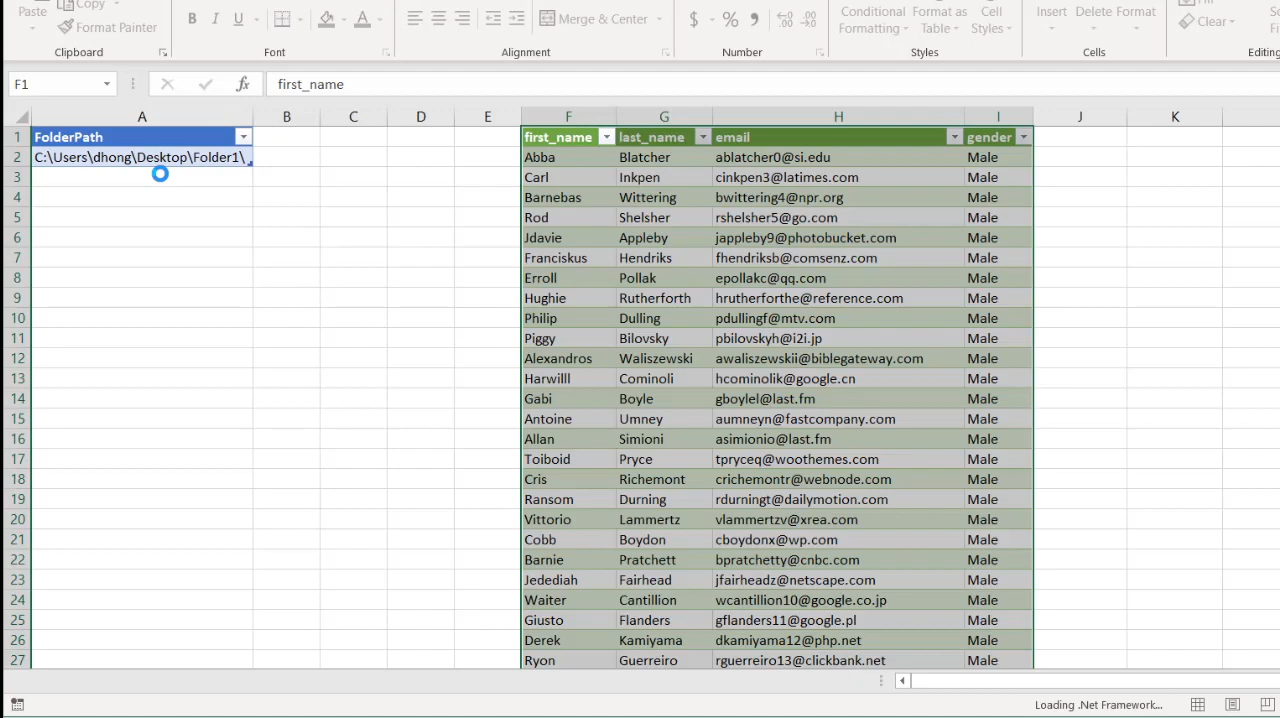 Copy
Fill
Paste
Format Painter
B I U
A
Merge & Center
$ % 9
Conditional Formatting
Format as Table
Cell Styles
Insert Delete Format
Clear
Clipboard
Font
Alignment
Number
Styles
Cells
Editing
F1
fx
first_name
A B C D E F G H I J K
1 FolderPath first_name last_name email gender
2 C:\Users\dhong\Desktop\Folder1\ Abba Blatcher ablatcher0@si.edu Male
3 Carl Inkpen cinkpen3@latimes.com Male
4 Barnebas Wittering bwittering4@npr.org Male
5 Rod Shelsher rshelsher5@go.com Male
6 Jdavie Appleby jappleby9@photobucket.com Male
7 Franciskus Hendriks fhendriksb@comsenz.com Male
8 Erroll Pollak epollakc@qq.com Male
9 Hughie Rutherforth hrutherforthe@reference.com Male
10 Philip Dulling pdullingf@mtv.com Male
11 Piggy Bilovsky pbilovskyh@i2i.jp Male
12 Alexandros Waliszewski awaliszewskii@biblegateway.com Male
13 Harwilll Cominoli hcominolik@google.cn Male
14 Gabi Boyle gboylel@last.fm Male
15 Antoine Umney aumneyn@fastcompany.com Male
16 Allan Simioni asimionio@last.fm Male
17 Toiboid Pryce tpryceq@woothemes.com Male
18 Cris Richemont crichemontr@webnode.com Male
19 Ransom Durning rdurningt@dailymotion.com Male
20 Vittorio Lammertz vlammertzv@xrea.com Male
21 Cobb Boydon cboydonx@wp.com Male
22 Barnie Pratchett bpratchetty@cnbc.com Male
23 Jedediah Fairhead jfairheadz@netscape.com Male
24 Waiter Cantillion wcantillion10@google.co.jp Male
25 Giusto Flanders gflanders11@google.pl Male
26 Derek Kamiyama dkamiyama12@php.net Male
27 Ryon Guerreiro rguerreiro13@clickbank.net Male
Loading .Net Framework...